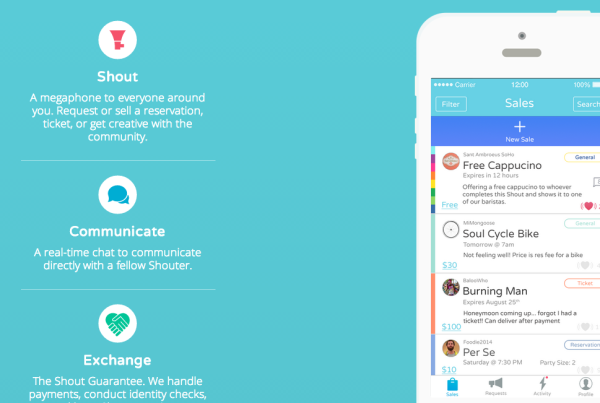 Shout
A megaphone to everyone around
you. Request or sell a reservation,
ticket, or get creative with the
community.
Communicate
A real-time chat to communicate
directly with a fellow Shouter.
Exchange
The Shout Guarantee. We handle
payments, conduct identity checks,
Carrier 12:00 100%
Filter Sales Search
New Sale
Sant Ambroeus SoHo General
Free Cappucino
Expires in 12 hours
Offering a free cappucino to whoever
completes this Shout and shows it to one
of our baristas.
Free
MiMongoose General
Soul Cycle Bike
Tomorrow @ 7am
Not feeling well! Price is res fee for a bike
$30
BalooWho Ticket
Burning Man
Expires August 25th
Honeymoon coming up... forgot I had a
ticket!! Can deliver after payment
$100
Foodie2014 Reservation
Per Se
Saturday @ 7:30 PM Party Size: 2
$10
Sales Requests Activity Profile